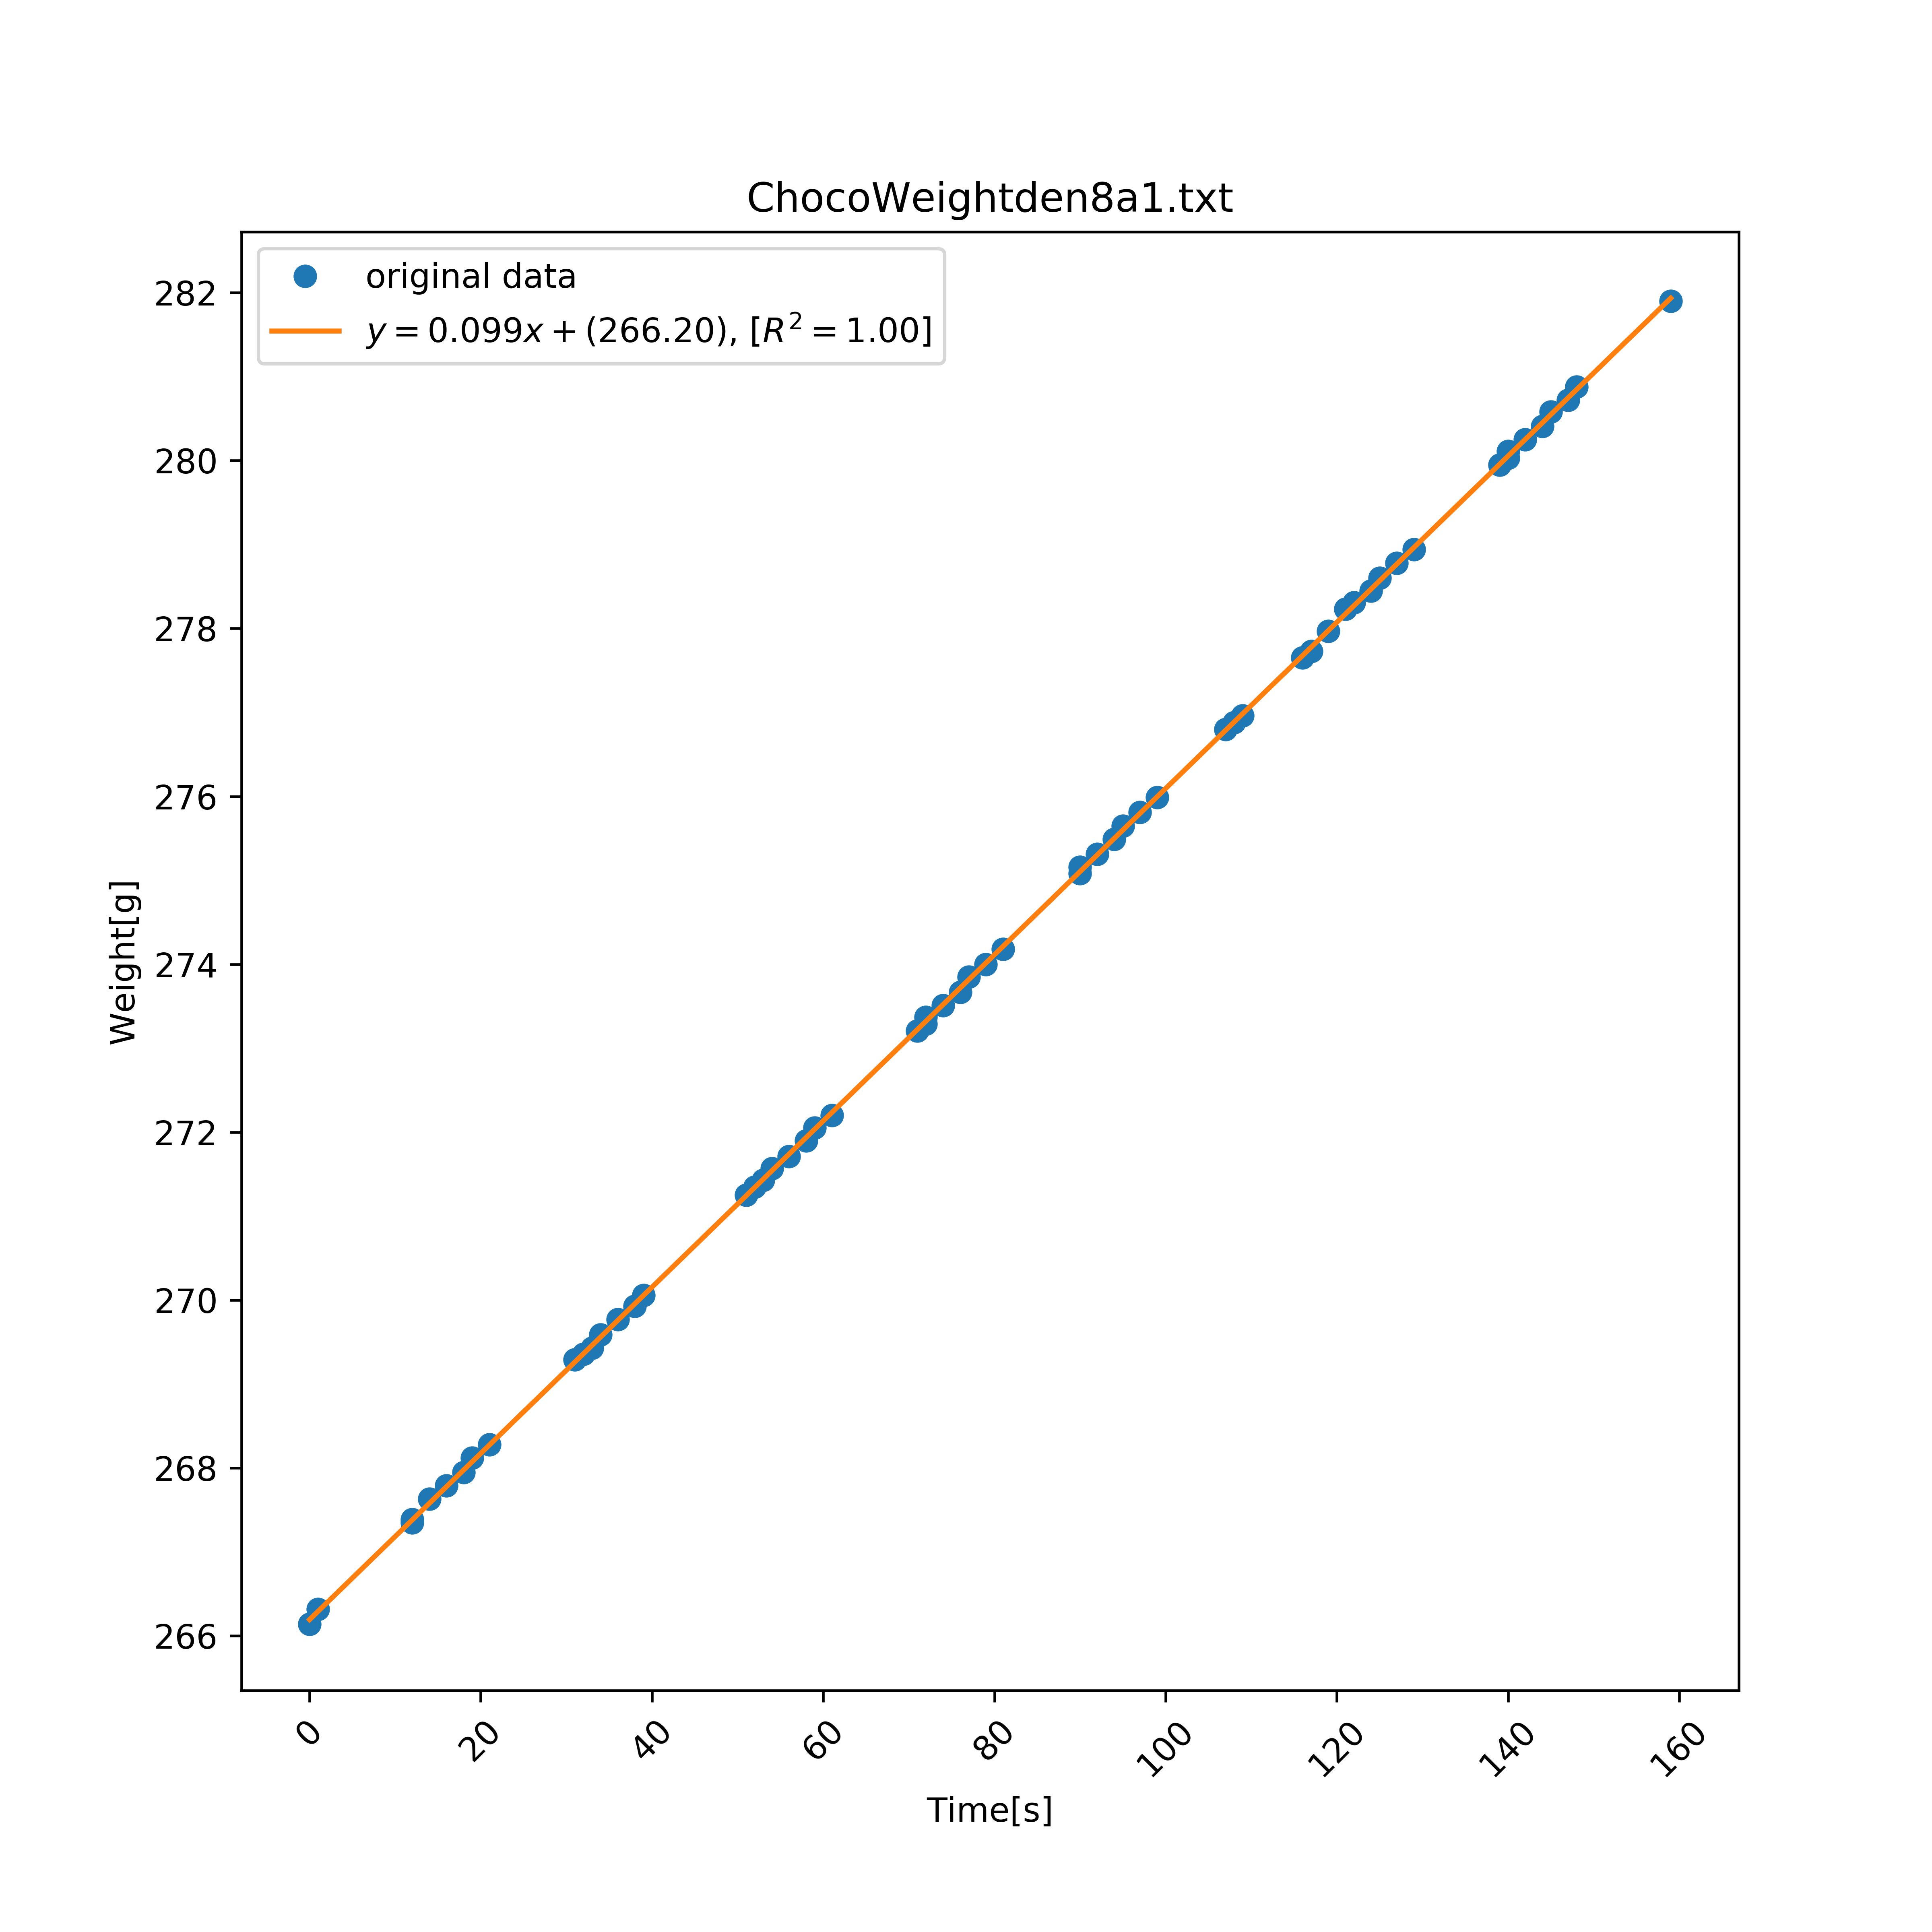 ChocoWeightden8a1.txt
original data
y = 0.099x + (266.20), [R² = 1.00]
282
280
278
276
274
272
270
268
266
Weight[g]
0 20 40 60 80 100 120 140 160
Time[s]